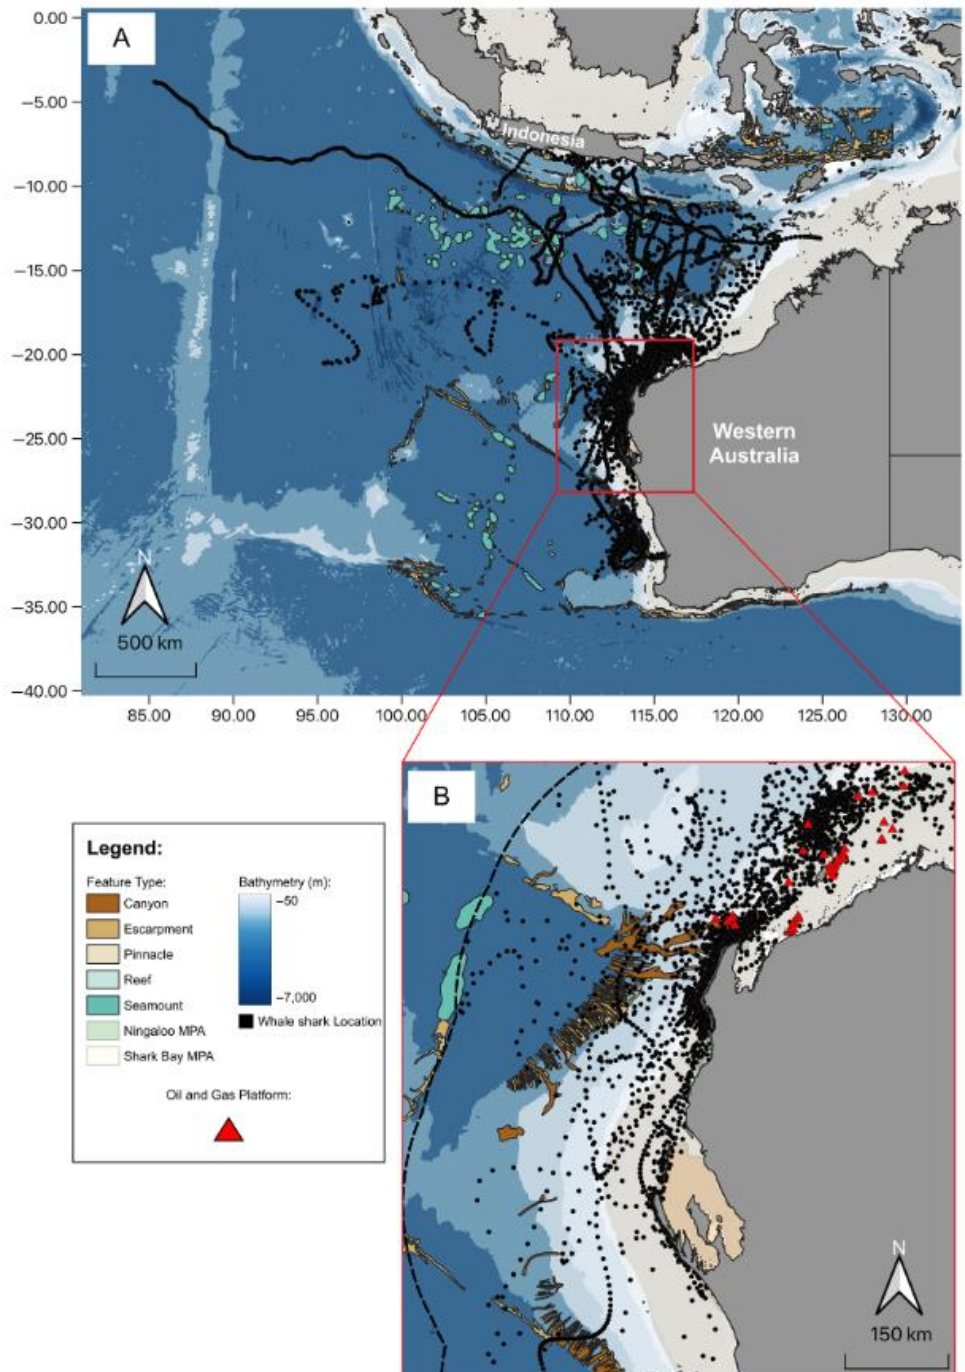 A
0.00
−5.00
−10.00
−15.00
−20.00
−25.00
−30.00
−35.00
−40.00
Indonesia
Western
Australia
N
500 km
85.00 90.00 95.00 100.00 105.00 110.00 115.00 120.00 125.00 130.00
B
Legend:
Feature Type:
Canyon
Escarpment
Pinnacle
Reef
Seamount
Ningaloo MPA
Shark Bay MPA
Bathymetry (m):
−50
−7,000
Whale shark Location
Oil and Gas Platform:
N
150 km